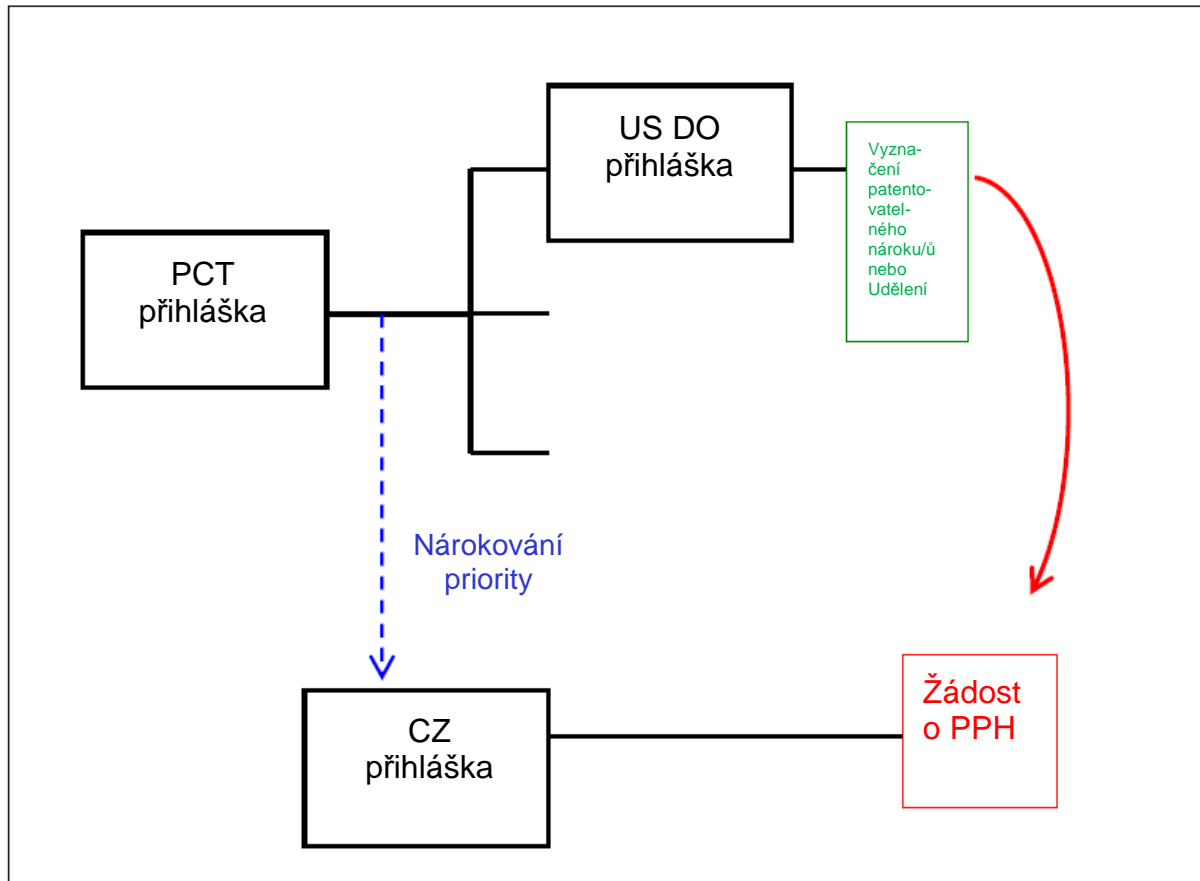 US DO
přihláška
Vyzna-
čení
patento-
vatel-
ného
nároku/ů
nebo
Udělení
PCT
přihláška
Nárokování
priority
CZ
přihláška
Žádost
o PPH